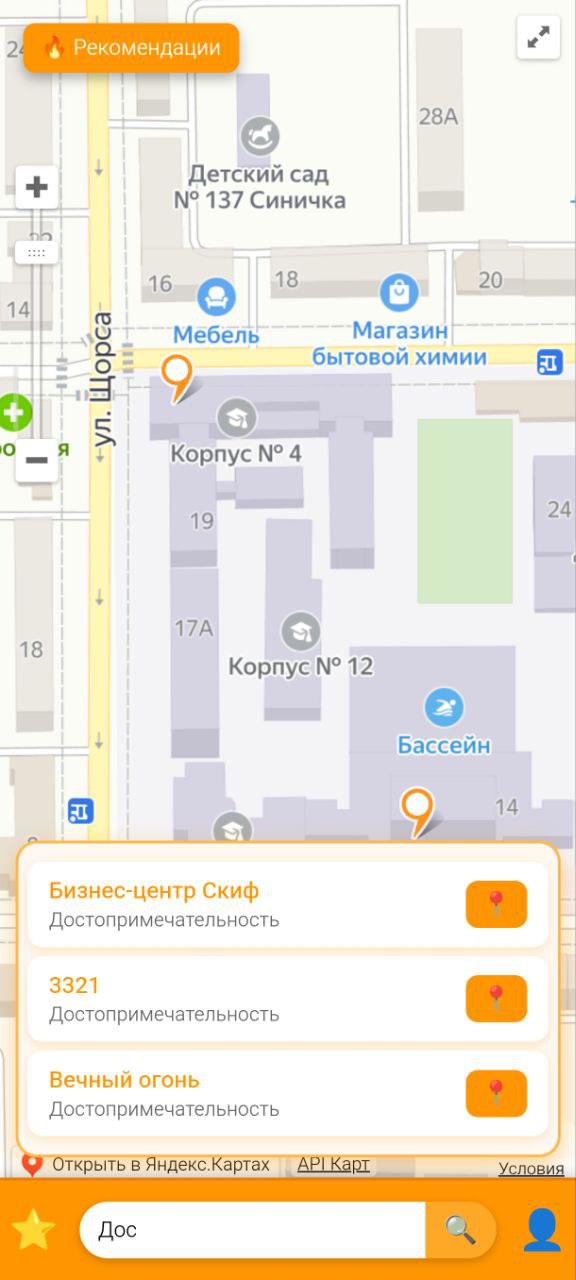 24
🔥 Рекомендации
28А
Детский сад
№ 137 Синичка
16
18
20
14
Мебель
Магазин
бытовой химии
ул. Щорса
Корпус № 4
19
24
17А
18
Корпус № 12
Бассейн
14
Бизнес-центр Скиф
Достопримечательность
3321
Достопримечательность
Вечный огонь
Достопримечательность
Открыть в Яндекс.Картах
API Карт
Условия
Дос